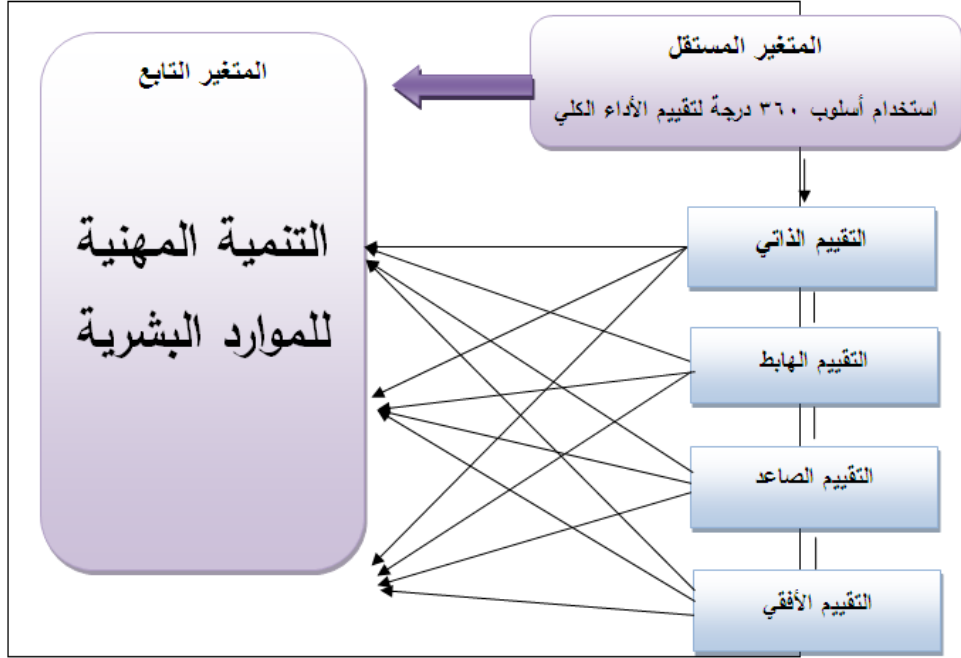 المتغير المستقل
استخدام أسلوب ٣٦٠ درجة لتقييم الأداء الكلي
المتغير التابع
التنمية المهنية
للموارد البشرية
التقييم الذاتي
التقييم الهابط
التقييم الصاعد
التقييم الأفقي